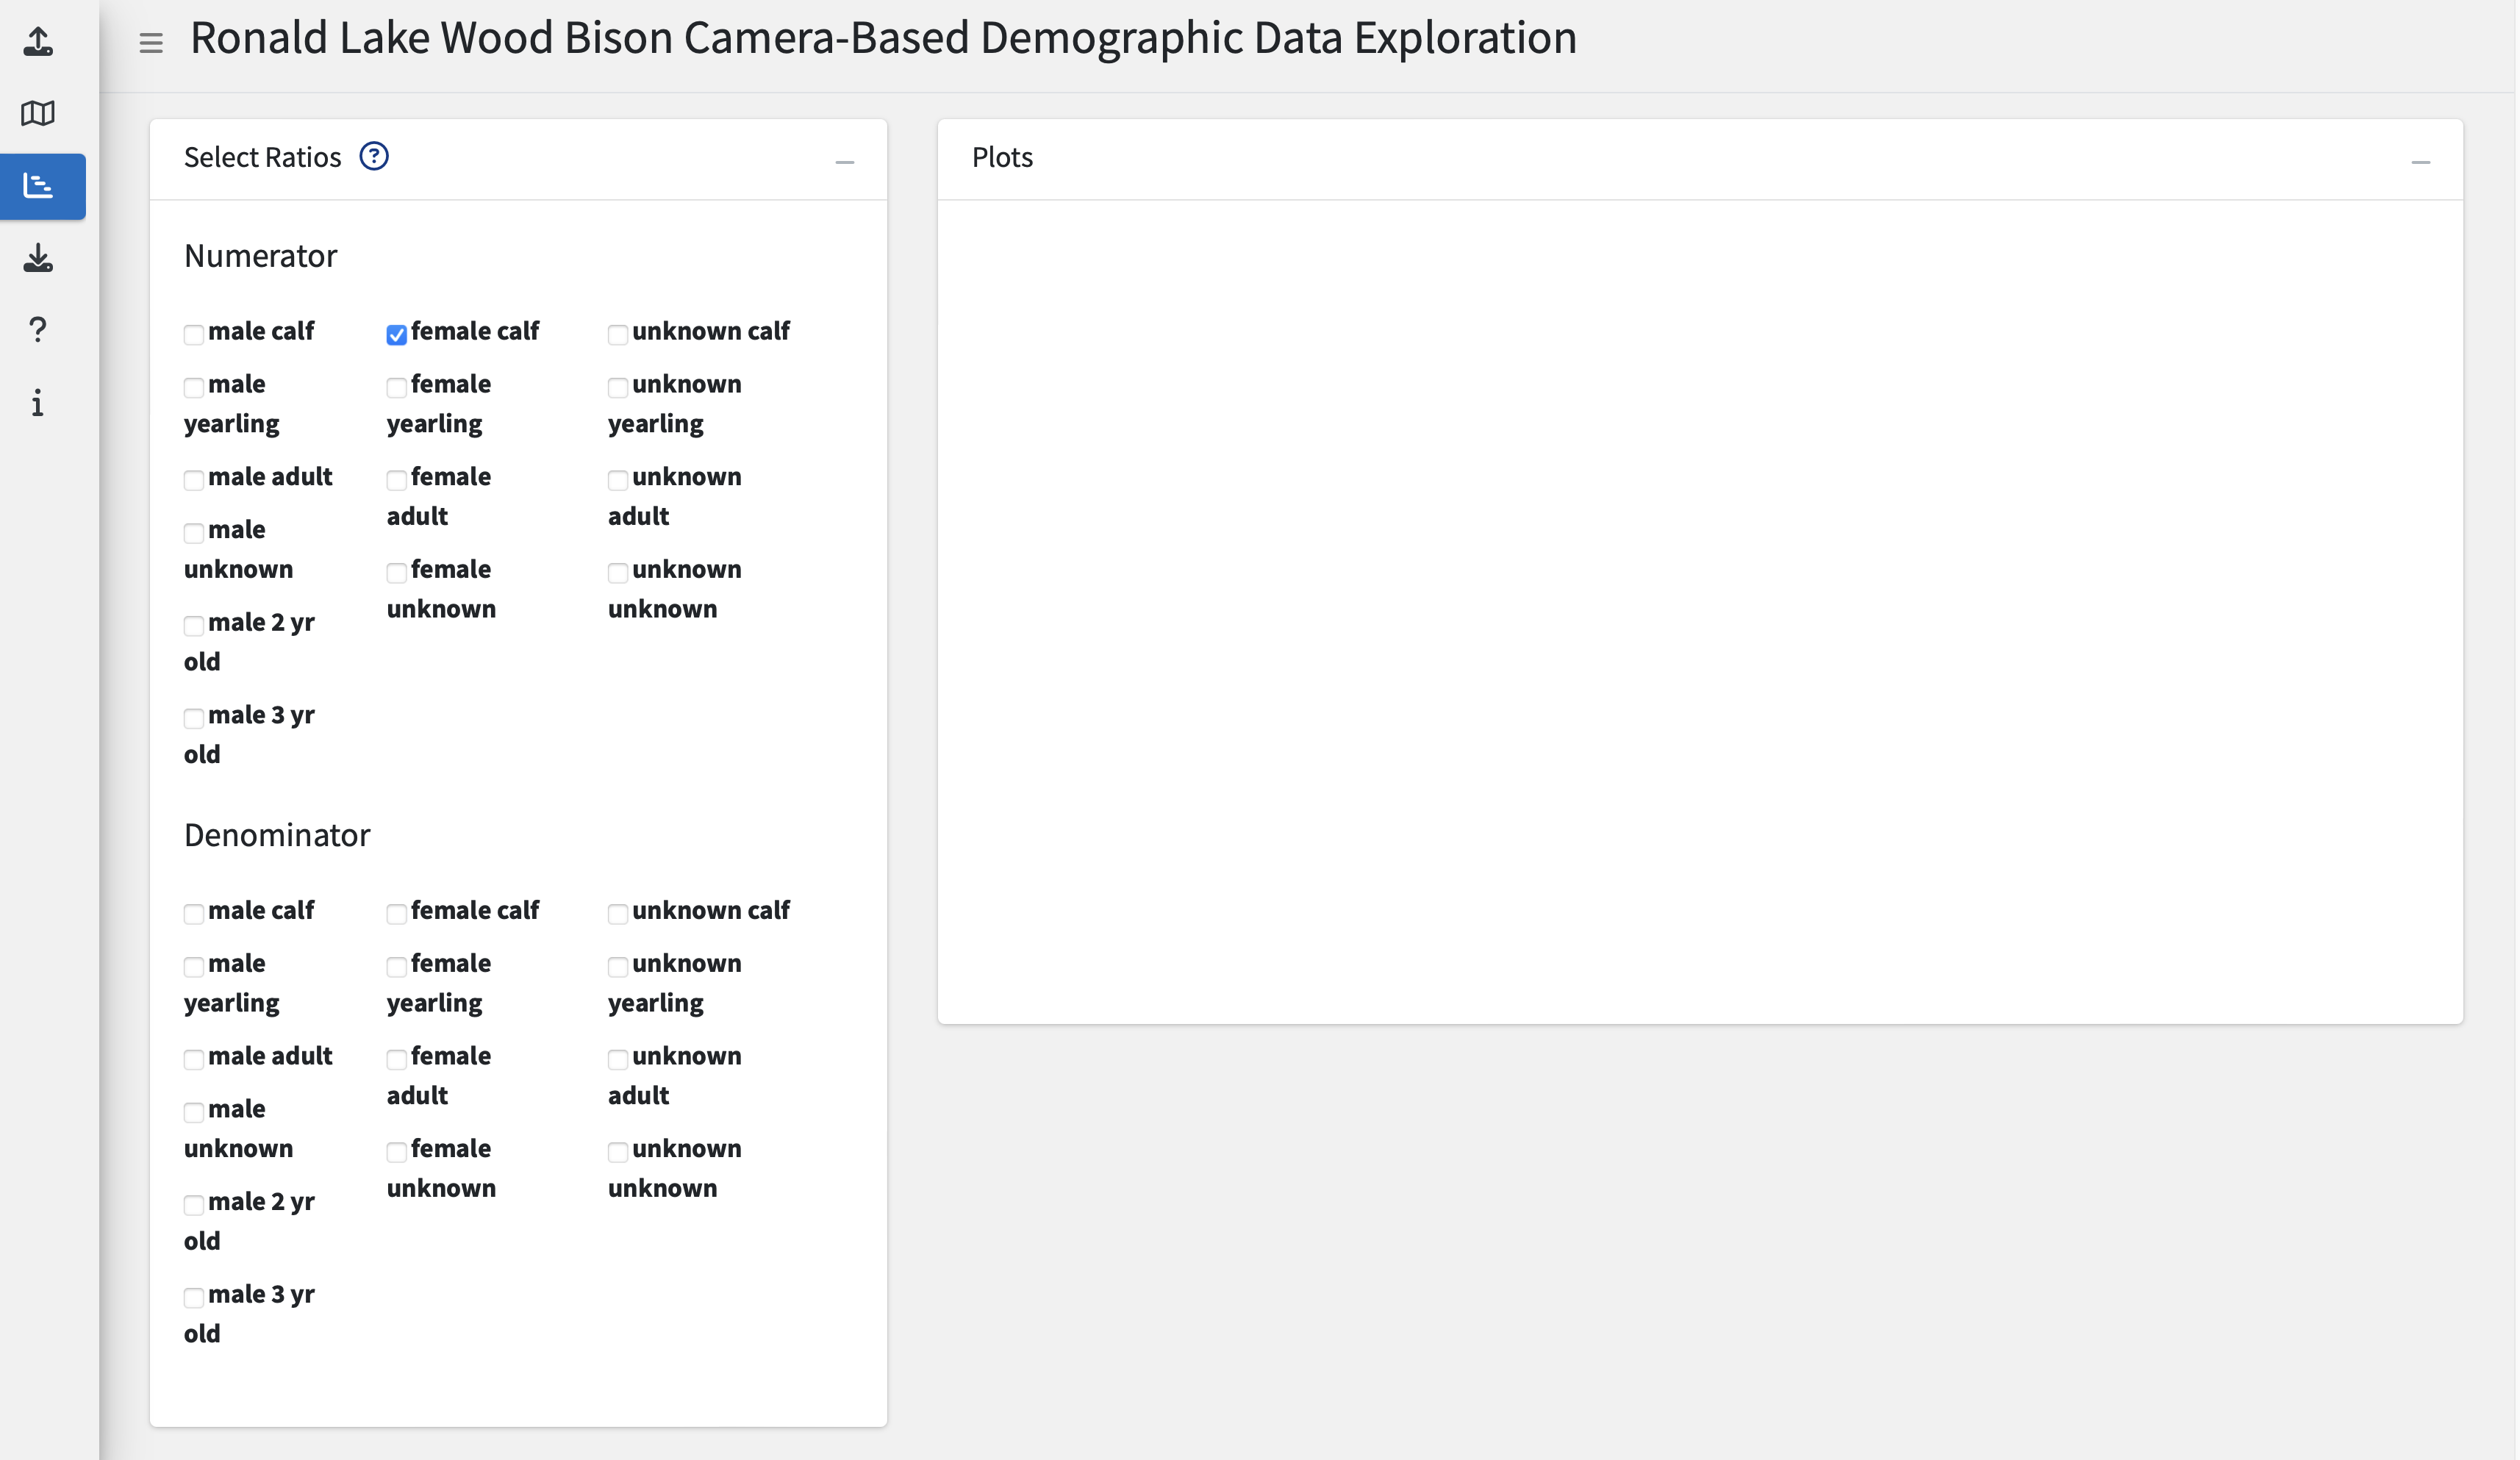 Ronald Lake Wood Bison Camera-Based Demographic Data Exploration
Select Ratios ?
Plots
Numerator
male calf
male
yearling
male adult
male
unknown
male 2 yr
old
male 3 yr
old
female calf
female
yearling
female
adult
female
unknown
unknown calf
unknown
yearling
unknown
adult
unknown
unknown
Denominator
male calf
male
yearling
male adult
male
unknown
male 2 yr
old
male 3 yr
old
female calf
female
yearling
female
adult
female
unknown
unknown calf
unknown
yearling
unknown
adult
unknown
unknown